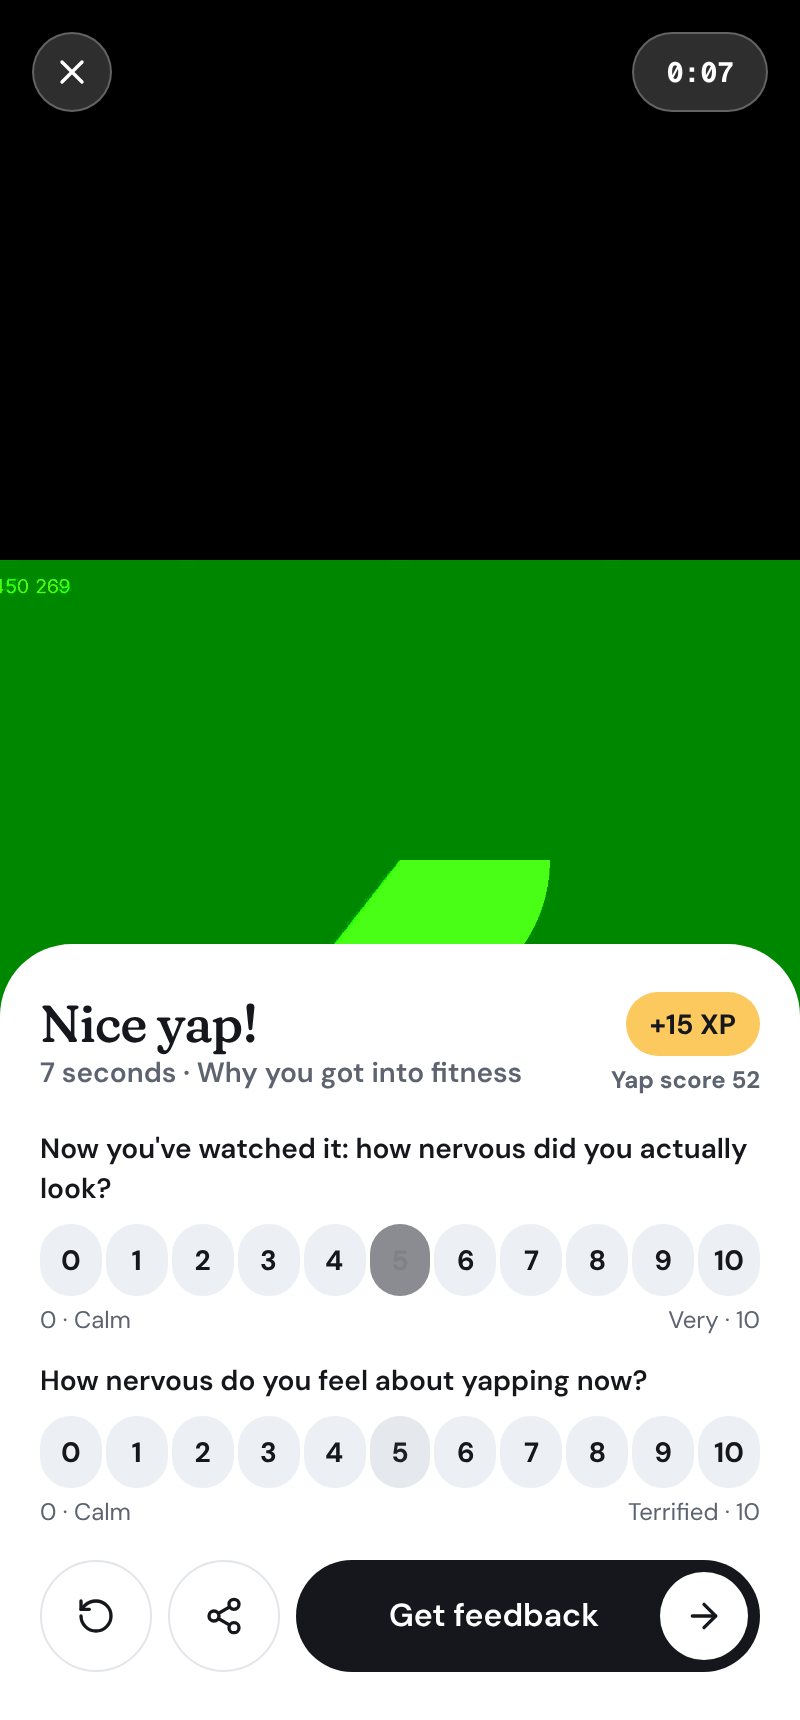 0:07
450 269
Nice yap!
+15 XP
7 seconds · Why you got into fitness
Yap score 52
Now you've watched it: how nervous did you actually
look?
0 1 2 3 4 5 6 7 8 9 10
0 · Calm
Very · 10
How nervous do you feel about yapping now?
0 1 2 3 4 5 6 7 8 9 10
0 · Calm
Terrified · 10
Get feedback